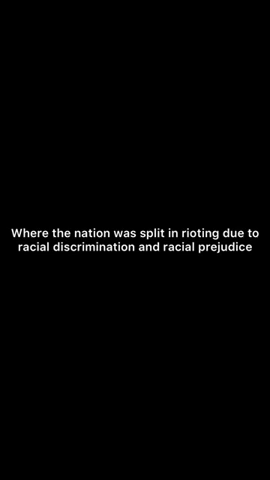 Where the nation was split in rioting due to
racial discrimination and racial prejudice